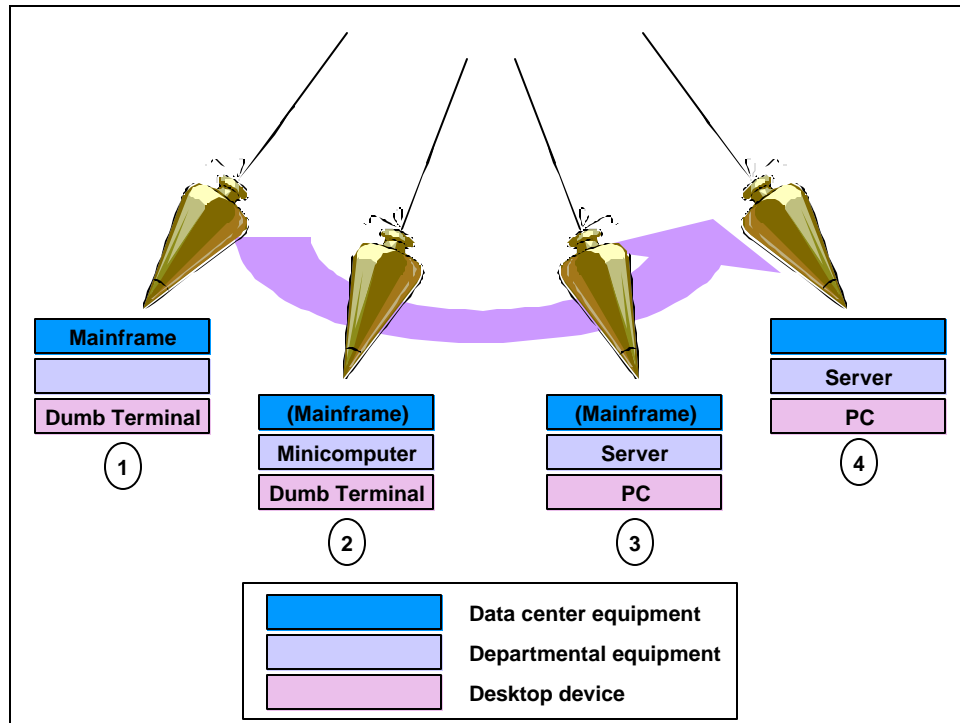 Mainframe
Dumb Terminal
1
(Mainframe)
Minicomputer
Dumb Terminal
2
(Mainframe)
Server
PC
3
Server
PC
4
Data center equipment
Departmental equipment
Desktop device